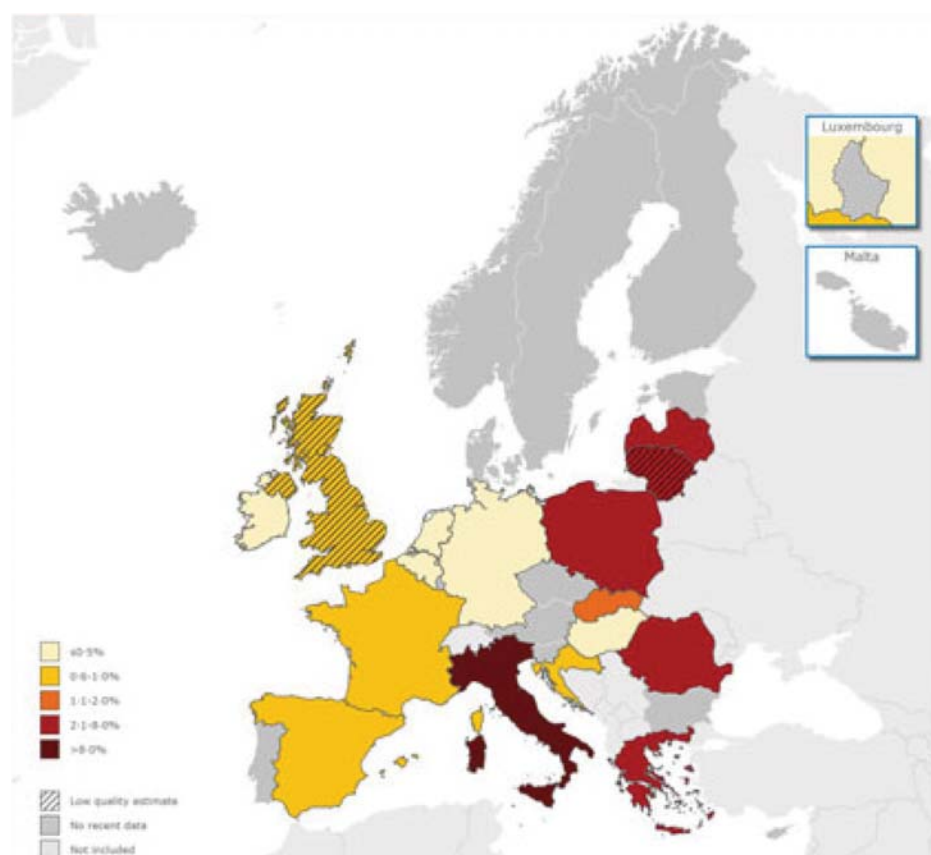 Luxembourg
Malta
≤0·5%
0·6-1·0%
1·1-2·0%
2·1-8·0%
>8·0%
Low quality estimate
No recent data
Not included